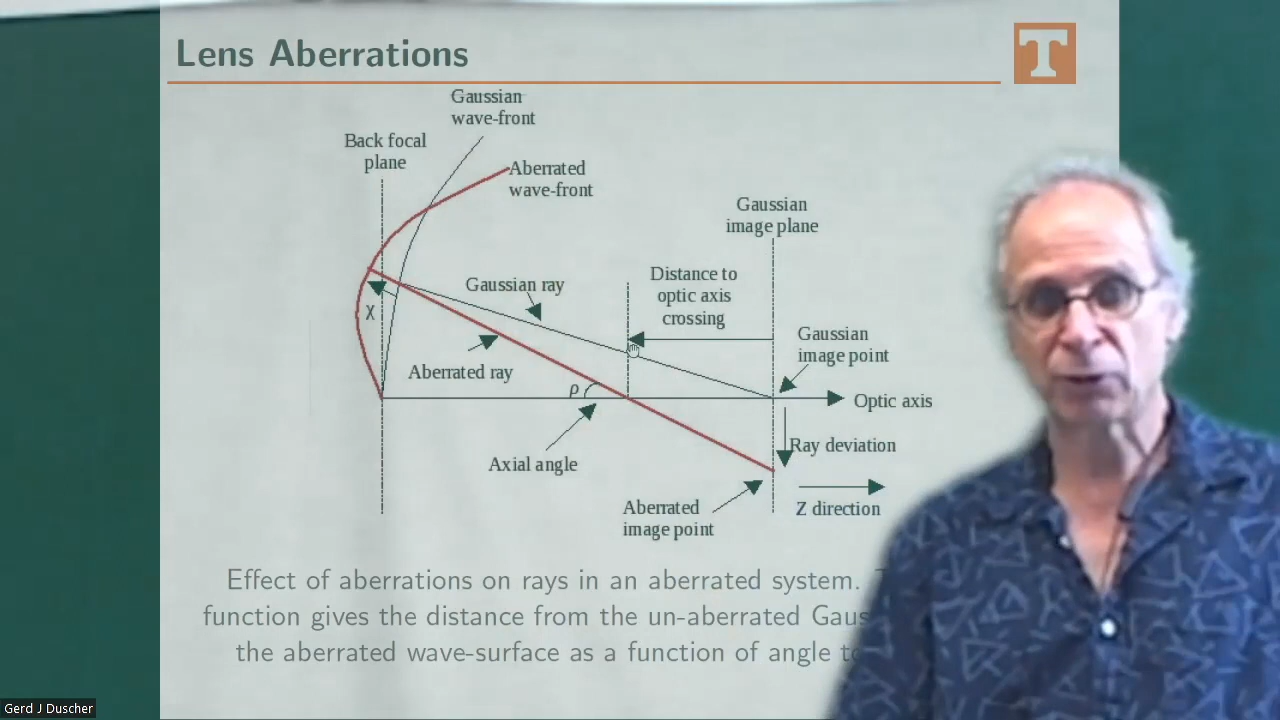 Lens Aberrations
T
Gaussian
wave-front
Back focal
plane
Aberrated
wave-front
Gaussian
image plane
Distance to
optic axis
crossing
Gaussian ray
χ
Gaussian
image point
Aberrated ray
ρ
Optic axis
Axial angle
Ray deviation
Aberrated
image point
Z direction
Effect of aberrations on rays in an aberrated system.
function gives the distance from the un-aberrated
the aberrated wave-surface as a function of angle
Gerd J Duscher